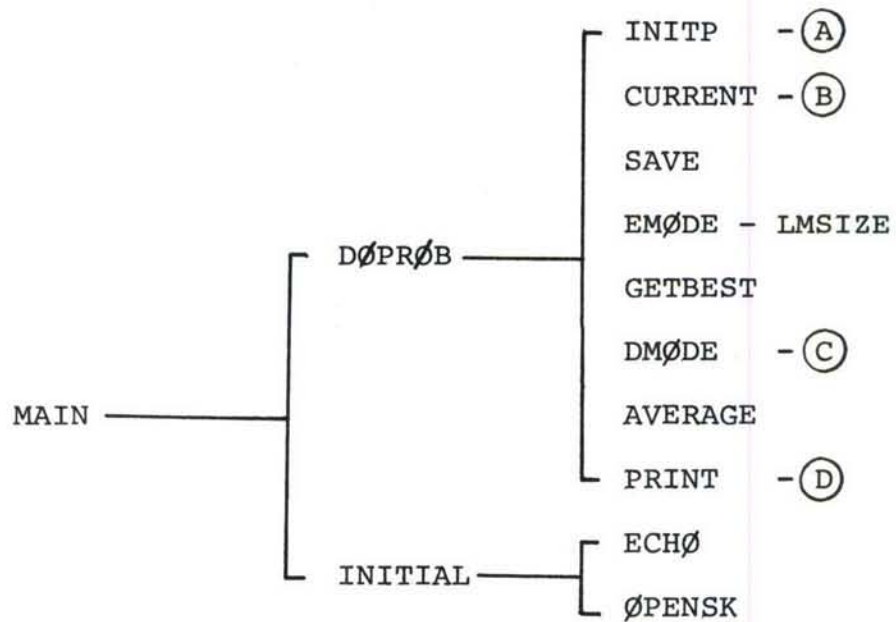 INITP - Ⓐ
CURRENT - Ⓑ
SAVE
EMØDE - LMSIZE
DØPRØB
GETBEST
DMØDE - Ⓒ
MAIN
AVERAGE
PRINT - Ⓓ
ECHØ
INITIAL
ØPENSK